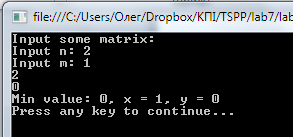 file:///C:/Users/Олег/Dropbox/КПІ/TSPP/lab7/lab
Input some matrix:
Input n: 2
Input m: 1
2
0
Min value: 0, x = 1, y = 0
Press any key to continue...